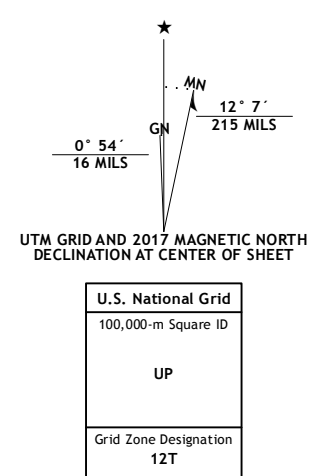 ★
MN
GN
12° 7´
215 MILS
0° 54´
16 MILS
UTM GRID AND 2017 MAGNETIC NORTH
DECLINATION AT CENTER OF SHEET
U.S. National Grid
100,000-m Square ID
UP
Grid Zone Designation
12T